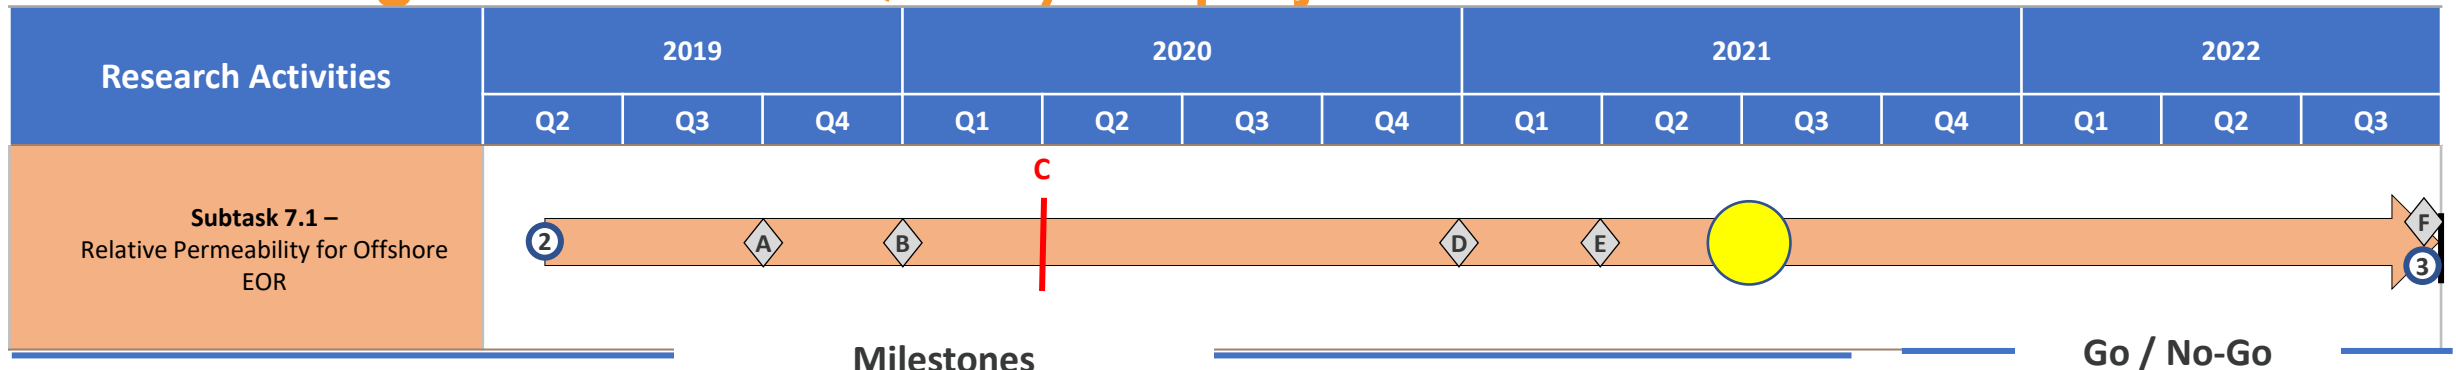 Research Activities
2019 2020 2021 2022
Q2 Q3 Q4 Q1 Q2 Q3 Q4 Q1 Q2 Q3 Q4 Q1 Q2 Q3
C
Subtask 7.1 –
Relative Permeability for Offshore
EOR
2 A B D E F
3
Milestones
Go / No-Go